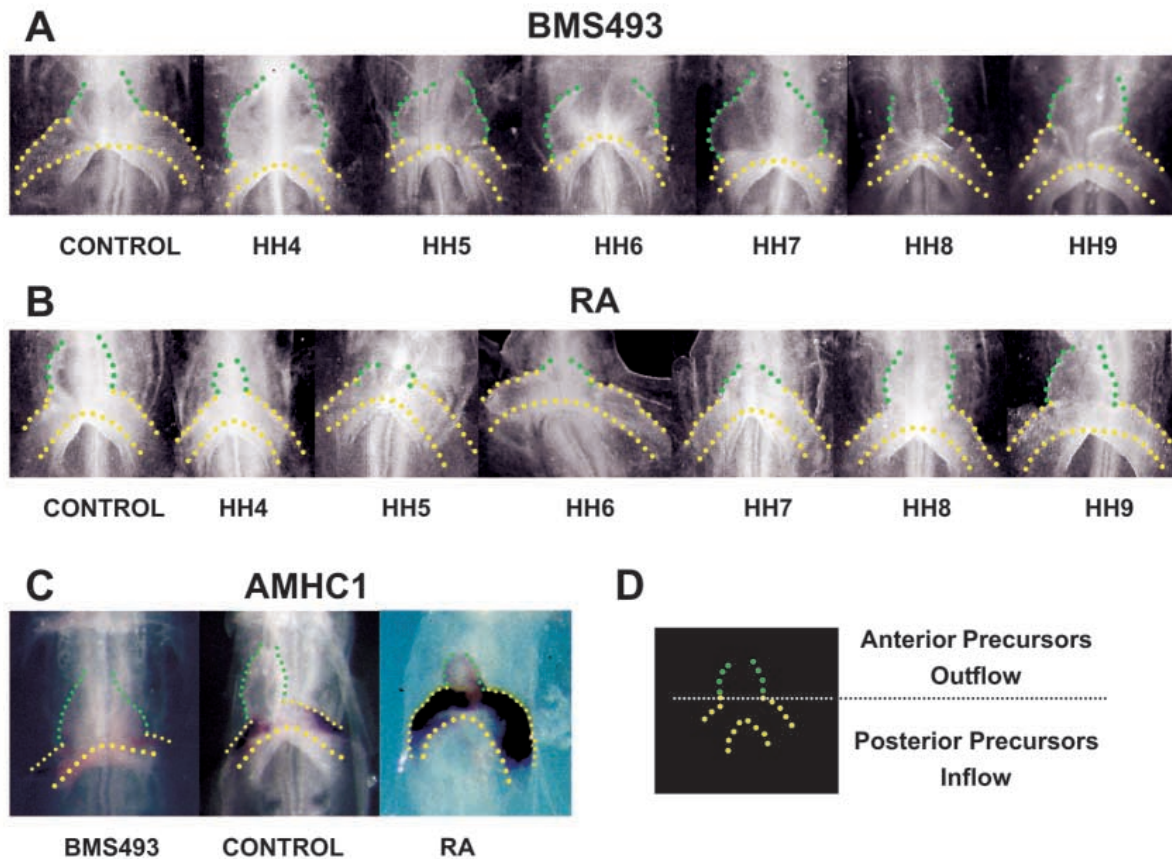 A
BMS493
CONTROL HH4 HH5 HH6 HH7 HH8 HH9
B
RA
CONTROL HH4 HH5 HH6 HH7 HH8 HH9
C
AMHC1
BMS493 CONTROL RA
D
Anterior Precursors
Outflow
Posterior Precursors
Inflow